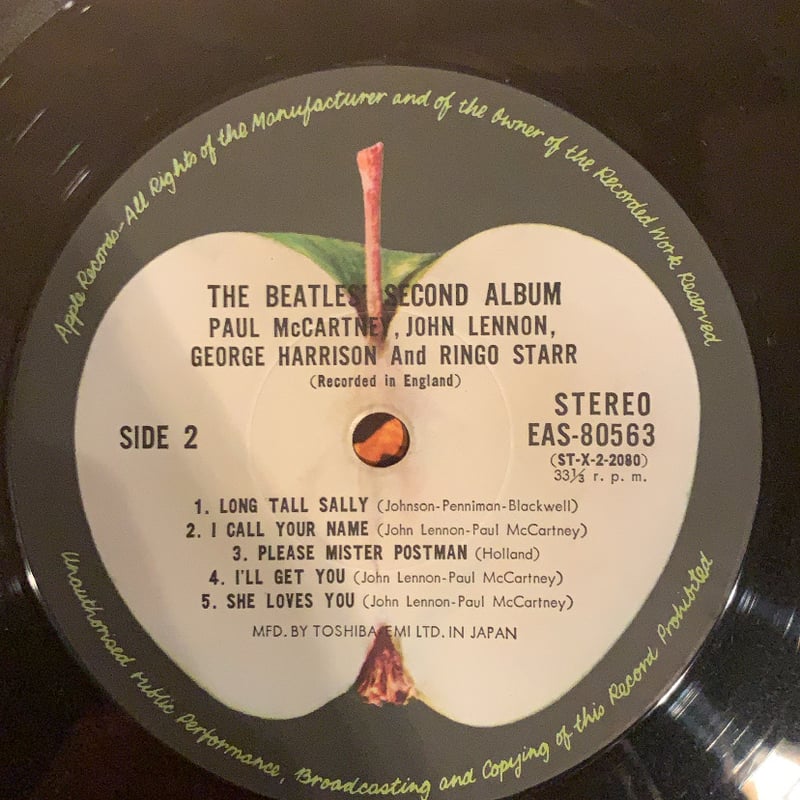 Apple Records-All Rights of the Manufacturer and of the Owner of the Recorded Work Reserved
THE BEATLES' SECOND ALBUM
PAUL McCARTNEY, JOHN LENNON,
GEORGE HARRISON And RINGO STARR
(Recorded in England)
SIDE 2
STEREO
EAS-80563
(ST-X-2-2080)
33⅓ r. p. m.
1. LONG TALL SALLY (Johnson-Penniman-Blackwell)
2. I CALL YOUR NAME (John Lennon-Paul McCartney)
3. PLEASE MISTER POSTMAN (Holland)
4. I'LL GET YOU (John Lennon-Paul McCartney)
5. SHE LOVES YOU (John Lennon-Paul McCartney)
MFD. BY TOSHIBA-EMI LTD. IN JAPAN
Unauthorised Public Performance, Broadcasting and Copying of this Record Prohibited